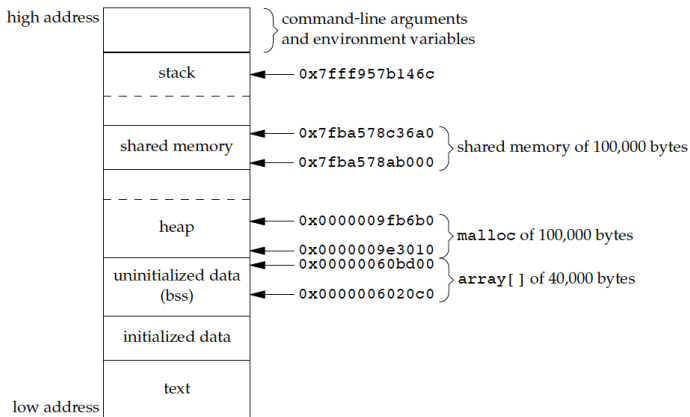 high address
command-line arguments
and environment variables
stack
0x7fff957b146c
0x7fba578c36a0
shared memory
shared memory of 100,000 bytes
0x7fba578ab000
0x0000009fb6b0
heap
malloc of 100,000 bytes
0x0000009e3010
0x00000060bd00
uninitialized data
(bss)
array[] of 40,000 bytes
0x0000006020c0
initialized data
text
low address